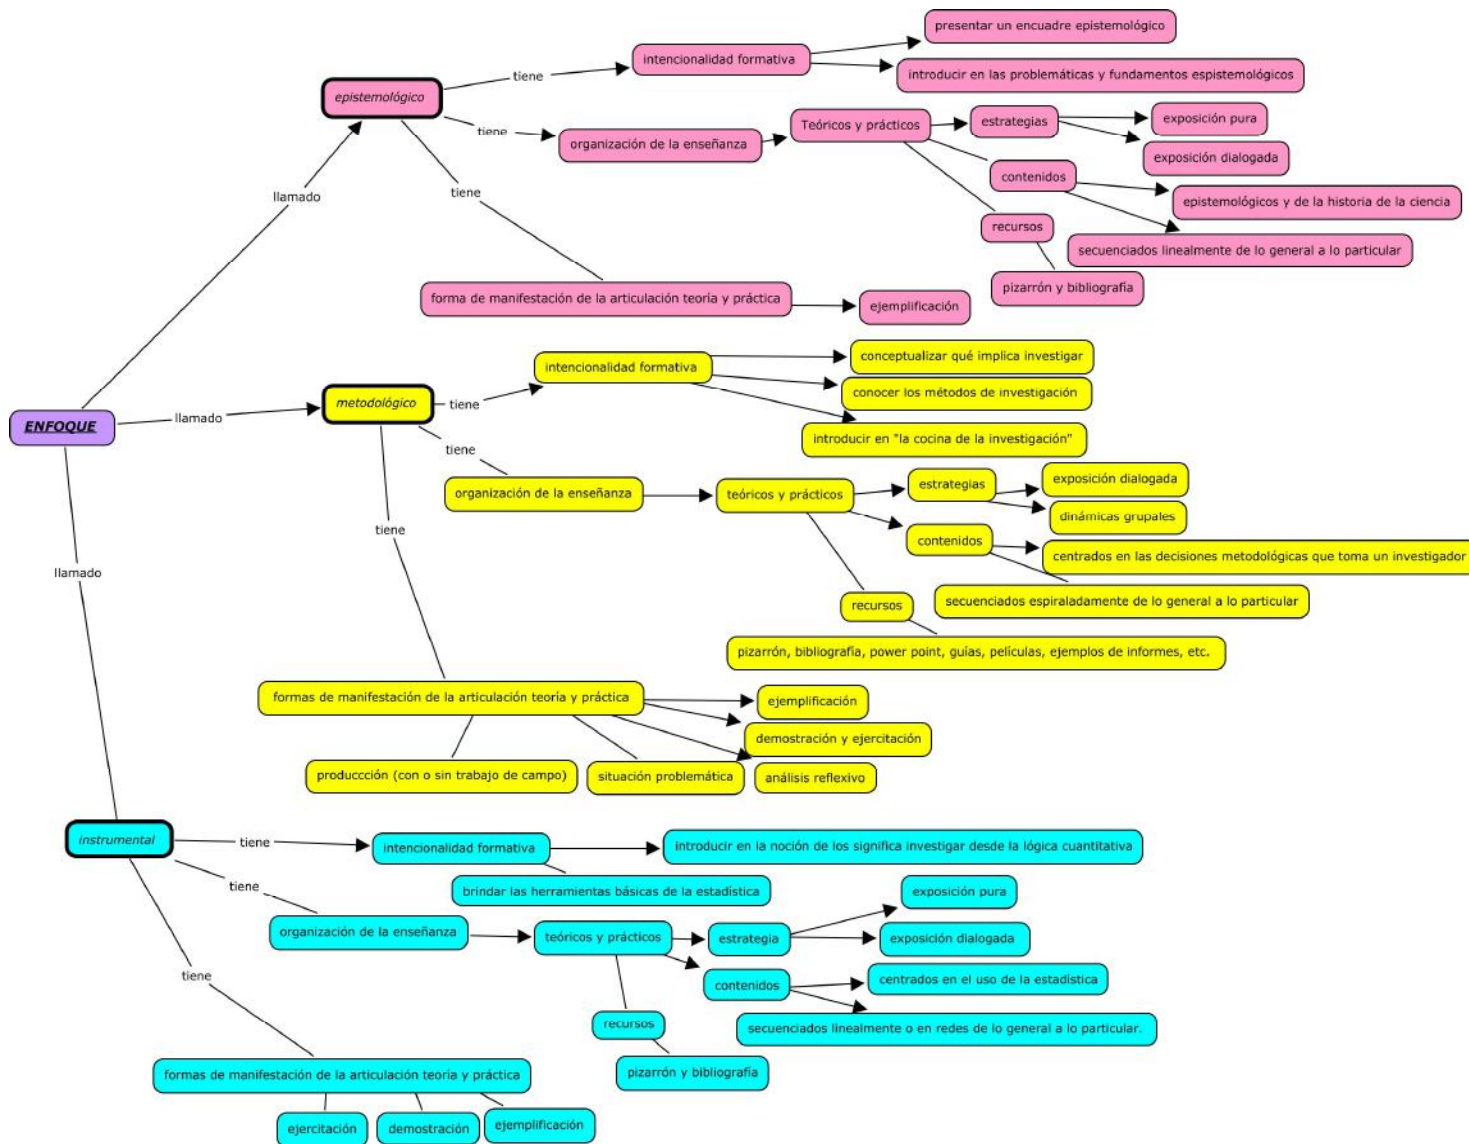 presentar un encuadre epistemológico
intencionalidad formativa
tiene
introducir en las problemáticas y fundamentos espistemológicos
epistemológico
tiene
organización de la enseñanza
Teóricos y prácticos
estrategias
exposición pura
exposición dialogada
contenidos
epistemológicos y de la historia de la ciencia
secuenciados linealmente de lo general a lo particular
recursos
pizarrón y bibliografía
llamado
tiene
forma de manifestación de la articulación teoría y práctica
ejemplificación
ENFOQUE
llamado
metodológico
tiene
intencionalidad formativa
conceptualizar qué implica investigar
conocer los métodos de investigación
introducir en "la cocina de la investigación"
tiene
organización de la enseñanza
teóricos y prácticos
estrategias
exposición dialogada
dinámicas grupales
contenidos
centrados en las decisiones metodológicas que toma un investigador
secuenciados espiraladamente de lo general a lo particular
recursos
pizarrón, bibliografía, power point, guías, películas, ejemplos de informes, etc.
tiene
formas de manifestación de la articulación teoría y práctica
ejemplificación
demostración y ejercitación
análisis reflexivo
situación problemática
produccción (con o sin trabajo de campo)
llamado
instrumental
tiene
intencionalidad formativa
introducir en la noción de los significa investigar desde la lógica cuantitativa
brindar las herramientas básicas de la estadística
tiene
organización de la enseñanza
teóricos y prácticos
estrategia
exposición pura
exposición dialogada
contenidos
centrados en el uso de la estadística
secuenciados linealmente o en redes de lo general a lo particular.
recursos
pizarrón y bibliografía
tiene
formas de manifestación de la articulación teoría y práctica
ejercitación
demostración
ejemplificación